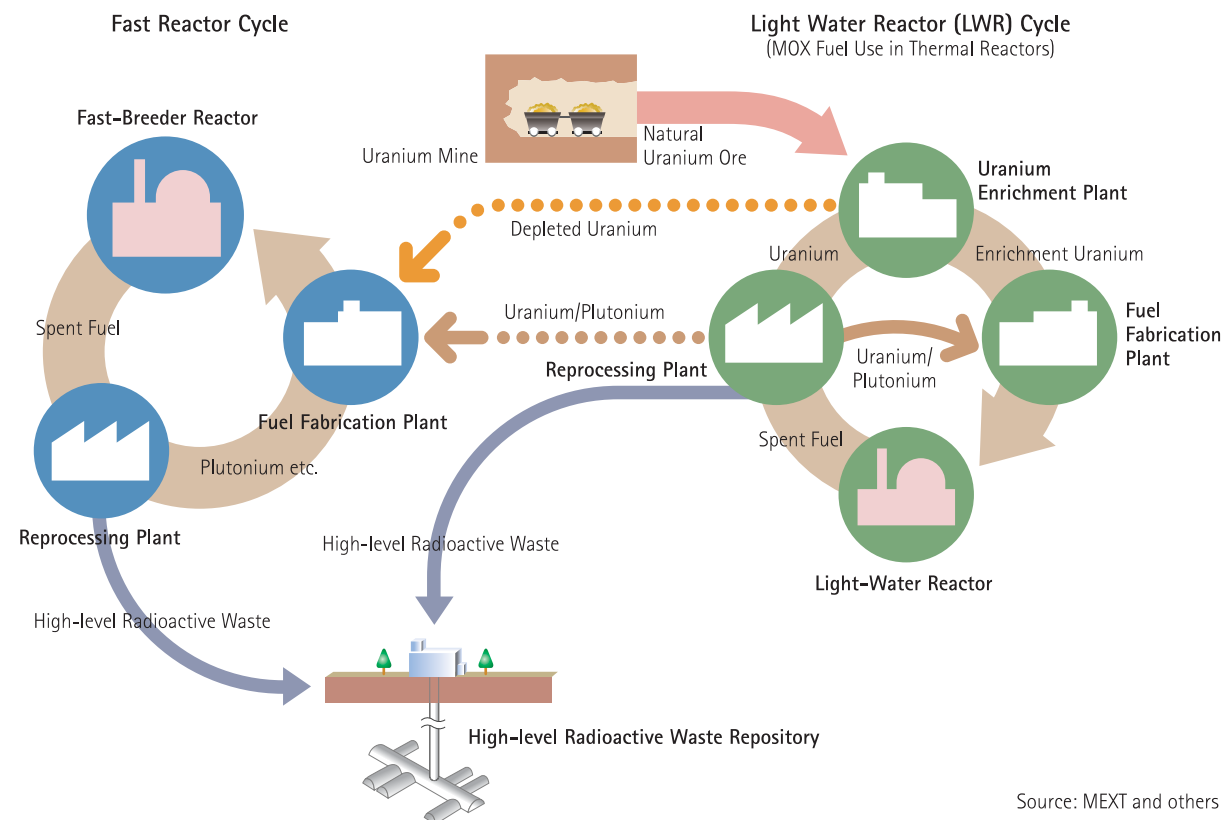 Fast Reactor Cycle
Light Water Reactor (LWR) Cycle
(MOX Fuel Use in Thermal Reactors)
Fast-Breeder Reactor
Uranium Mine
Natural
Uranium Ore
Uranium
Enrichment Plant
Depleted Uranium
Uranium
Enrichment Uranium
Spent Fuel
Uranium/Plutonium
Fuel
Fabrication
Plant
Reprocessing Plant
Uranium/
Plutonium
Fuel Fabrication Plant
Spent Fuel
Plutonium etc.
Reprocessing Plant
High-level Radioactive Waste
Light-Water Reactor
High-level Radioactive Waste
High-level Radioactive Waste Repository
Source: MEXT and others